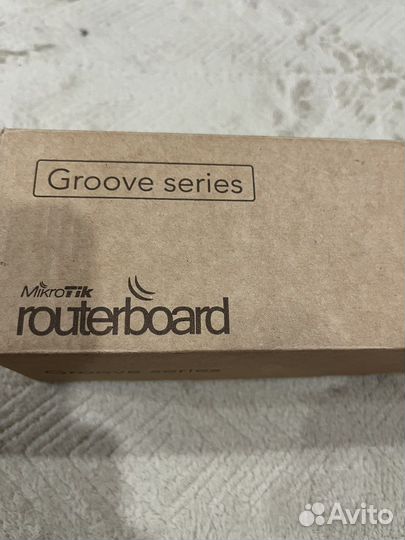 Groove series
MikroTik
routerboard
Groove series
Avito